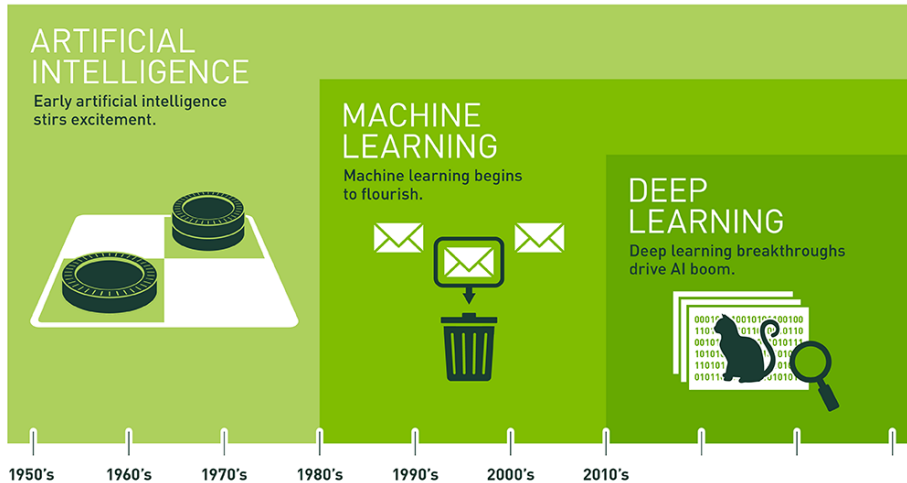 ARTIFICIAL
INTELLIGENCE
Early artificial intelligence
stirs excitement.
MACHINE
LEARNING
Machine learning begins
to flourish.
DEEP
LEARNING
Deep learning breakthroughs
drive AI boom.
1950's 1960's 1970's 1980's 1990's 2000's 2010's